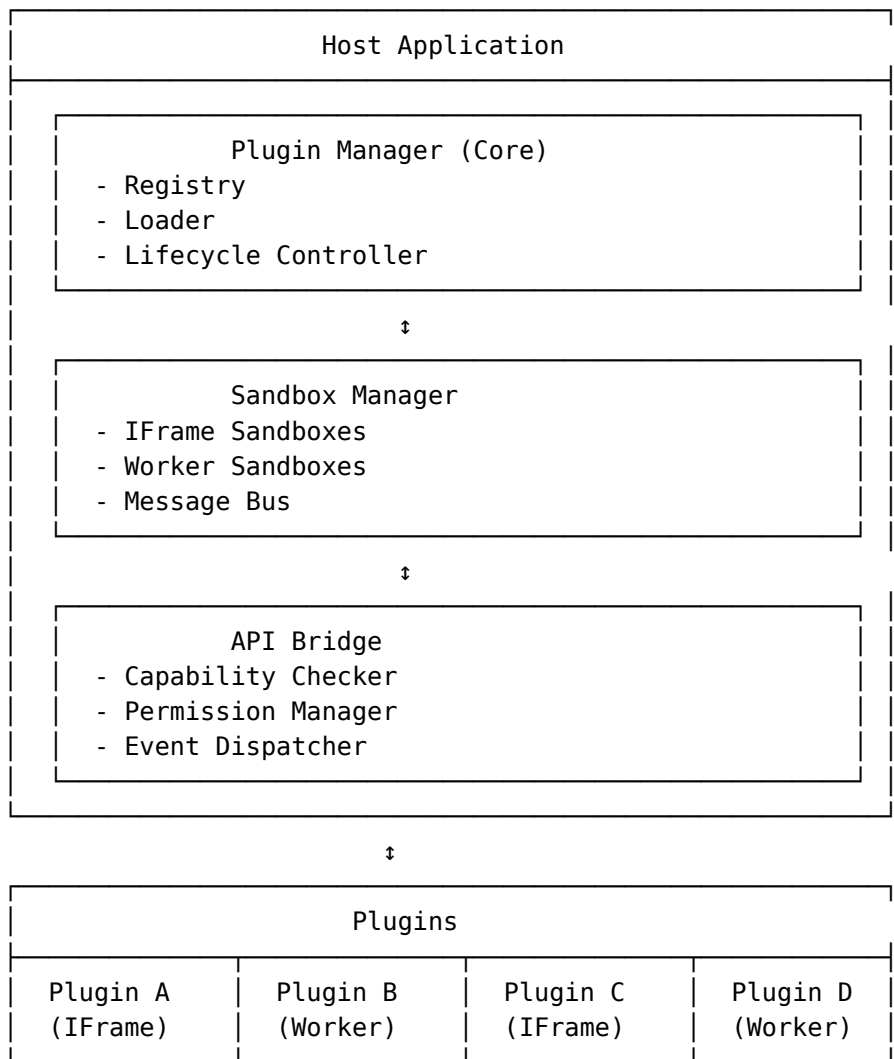 Host Application
Plugin Manager (Core)
- Registry
- Loader
- Lifecycle Controller
↕
Sandbox Manager
- IFrame Sandboxes
- Worker Sandboxes
- Message Bus
↕
API Bridge
- Capability Checker
- Permission Manager
- Event Dispatcher
↕
Plugins
Plugin A Plugin B Plugin C Plugin D
(IFrame) (Worker) (IFrame) (Worker)